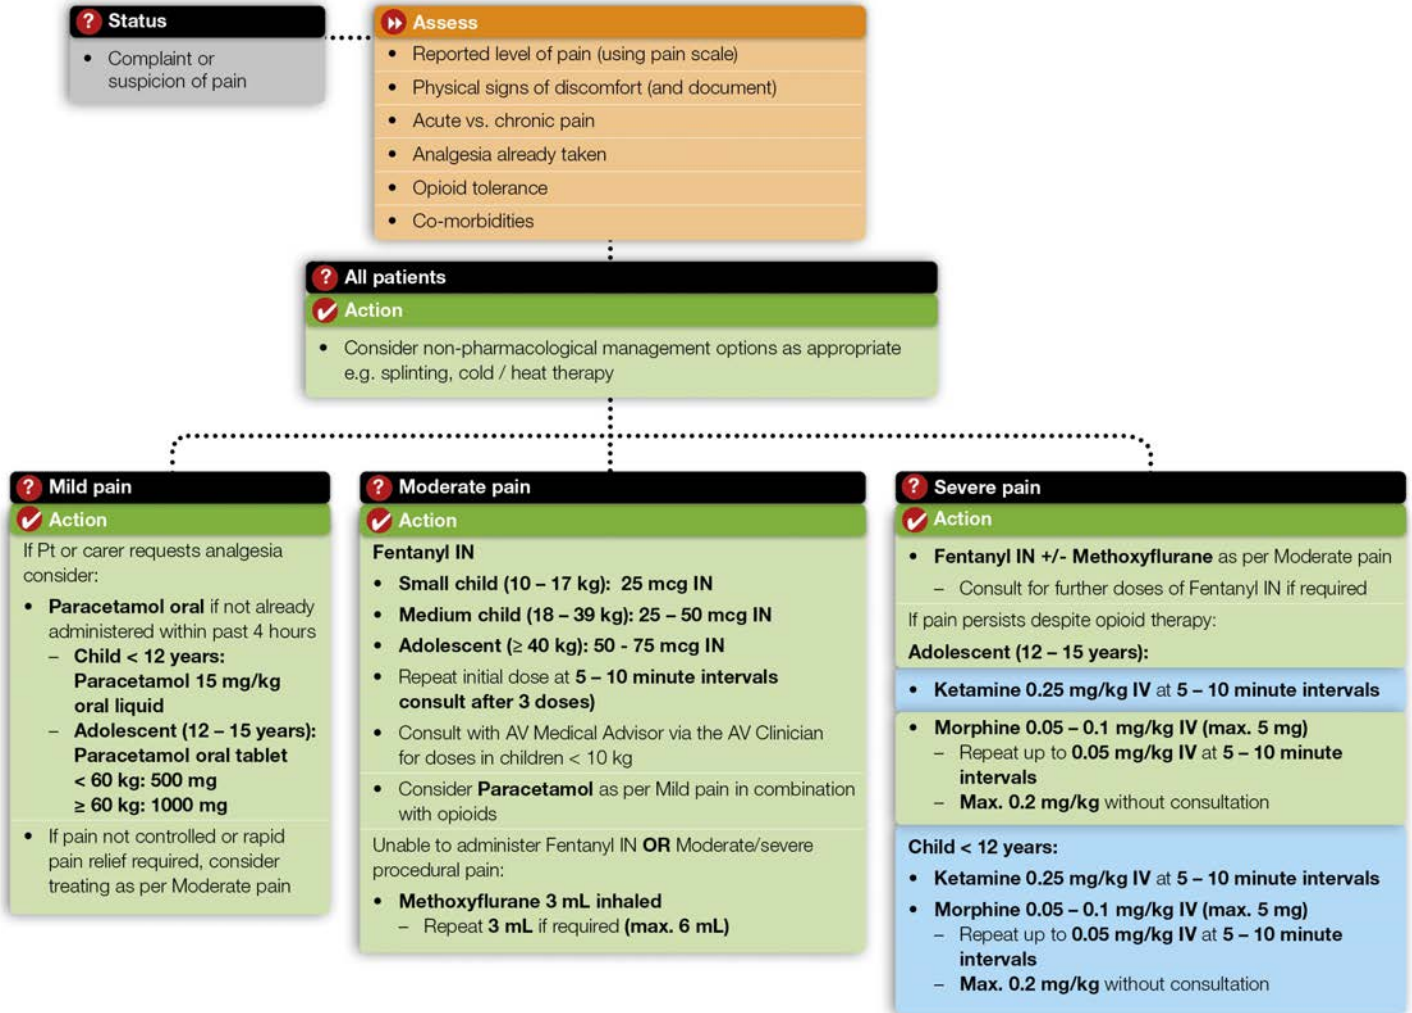 Status
• Complaint or
suspicion of pain
Assess
• Reported level of pain (using pain scale)
• Physical signs of discomfort (and document)
• Acute vs. chronic pain
• Analgesia already taken
• Opioid tolerance
• Co-morbidities
? All patients
Action
• Consider non-pharmacological management options as appropriate
e.g. splinting, cold / heat therapy
? Mild pain
Action
If Pt or carer requests analgesia
consider:
• Paracetamol oral if not already
administered within past 4 hours
– Child < 12 years:
Paracetamol 15 mg/kg
oral liquid
– Adolescent (12 – 15 years):
Paracetamol oral tablet
< 60 kg: 500 mg
≥ 60 kg: 1000 mg
• If pain not controlled or rapid
pain relief required, consider
treating as per Moderate pain
? Moderate pain
Action
Fentanyl IN
• Small child (10 – 17 kg): 25 mcg IN
• Medium child (18 – 39 kg): 25 – 50 mcg IN
• Adolescent (≥ 40 kg): 50 - 75 mcg IN
• Repeat initial dose at 5 – 10 minute intervals
consult after 3 doses)
• Consult with AV Medical Advisor via the AV Clinician
for doses in children < 10 kg
• Consider Paracetamol as per Mild pain in combination
with opioids
Unable to administer Fentanyl IN OR Moderate/severe
procedural pain:
• Methoxyflurane 3 mL inhaled
– Repeat 3 mL if required (max. 6 mL)
? Severe pain
Action
• Fentanyl IN +/- Methoxyflurane as per Moderate pain
– Consult for further doses of Fentanyl IN if required
If pain persists despite opioid therapy:
Adolescent (12 – 15 years):
• Ketamine 0.25 mg/kg IV at 5 – 10 minute intervals
• Morphine 0.05 – 0.1 mg/kg IV (max. 5 mg)
– Repeat up to 0.05 mg/kg IV at 5 – 10 minute
intervals
– Max. 0.2 mg/kg without consultation
Child < 12 years:
• Ketamine 0.25 mg/kg IV at 5 – 10 minute intervals
• Morphine 0.05 – 0.1 mg/kg IV (max. 5 mg)
– Repeat up to 0.05 mg/kg IV at 5 – 10 minute
intervals
– Max. 0.2 mg/kg without consultation